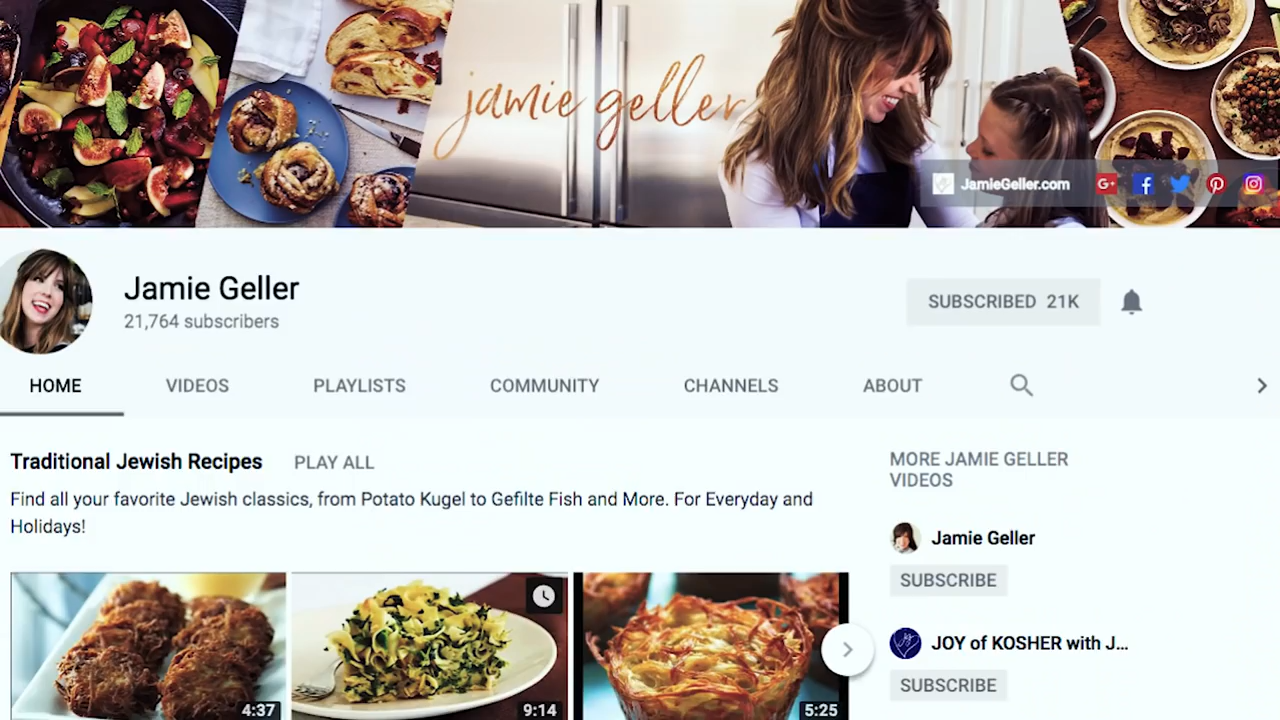 jamie geller
JamieGeller.com
Jamie Geller
21,764 subscribers
SUBSCRIBED 21K
HOME VIDEOS PLAYLISTS COMMUNITY CHANNELS ABOUT
Traditional Jewish Recipes PLAY ALL
Find all your favorite Jewish classics, from Potato Kugel to Gefilte Fish and More. For Everyday and
Holidays!
4:37 9:14 5:25
MORE JAMIE GELLER
VIDEOS
Jamie Geller
SUBSCRIBE
JOY of KOSHER with J...
SUBSCRIBE